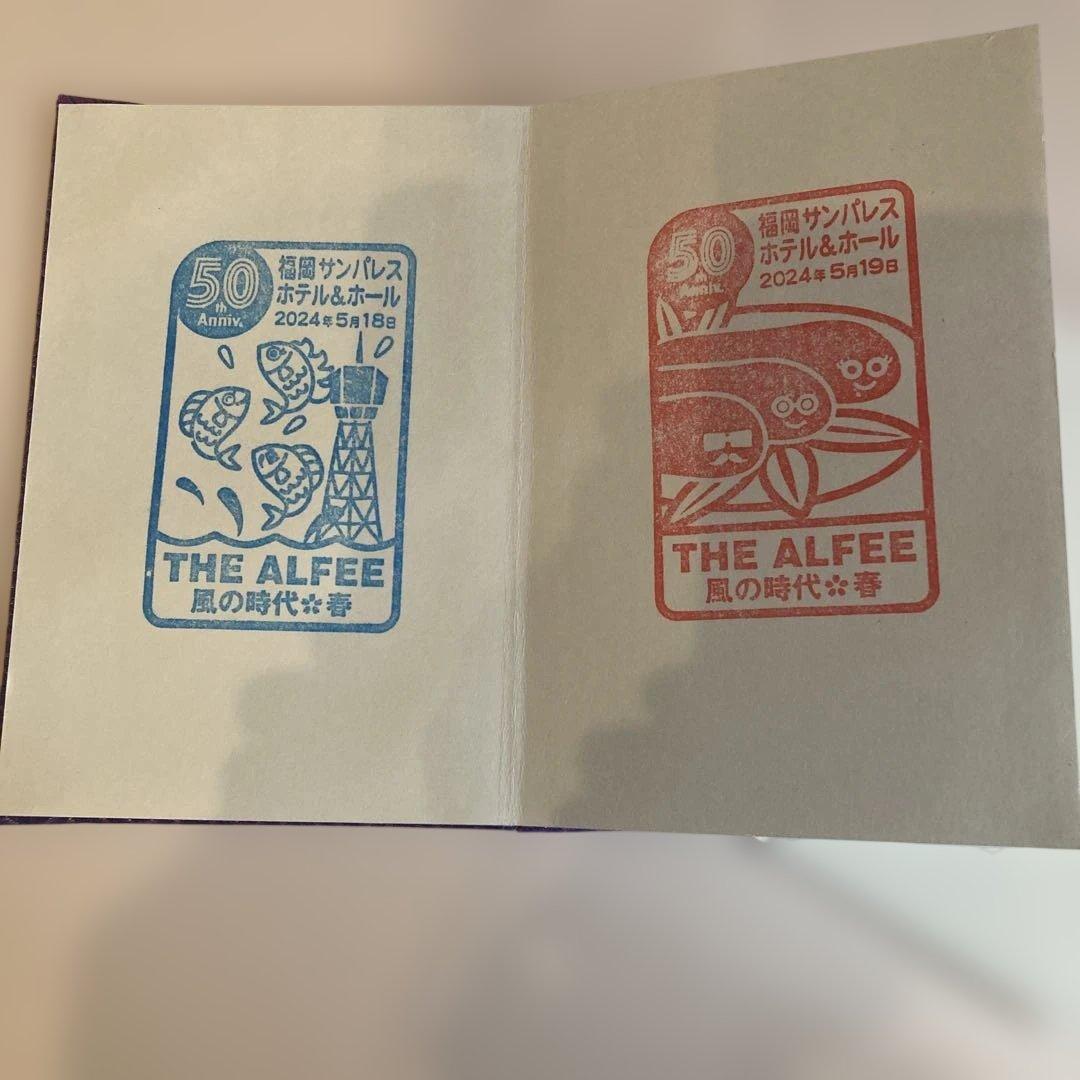 50
th
Anniv.
福岡サンパレス
ホテル&ホール
2024年5月18日
THE ALFEE
風の時代✿春
50
Anniv.
福岡サンパレス
ホテル&ホール
2024年5月19日
THE ALFEE
風の時代✿春